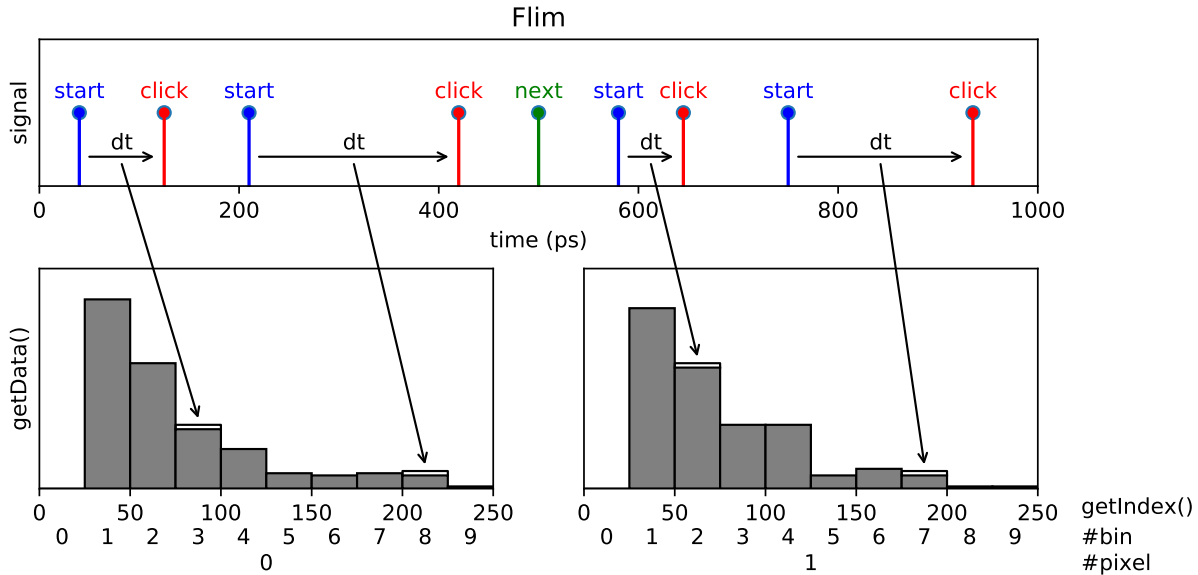 Flim
signal
start click start click next start click start click
dt dt dt dt
0 200 400 600 800 1000
time (ps)
getData()
0 50 100 150 200 250 0 50 100 150 200 250 getIndex()
0 1 2 3 4 5 6 7 8 9 0 1 2 3 4 5 6 7 8 9 #bin
0 1 #pixel